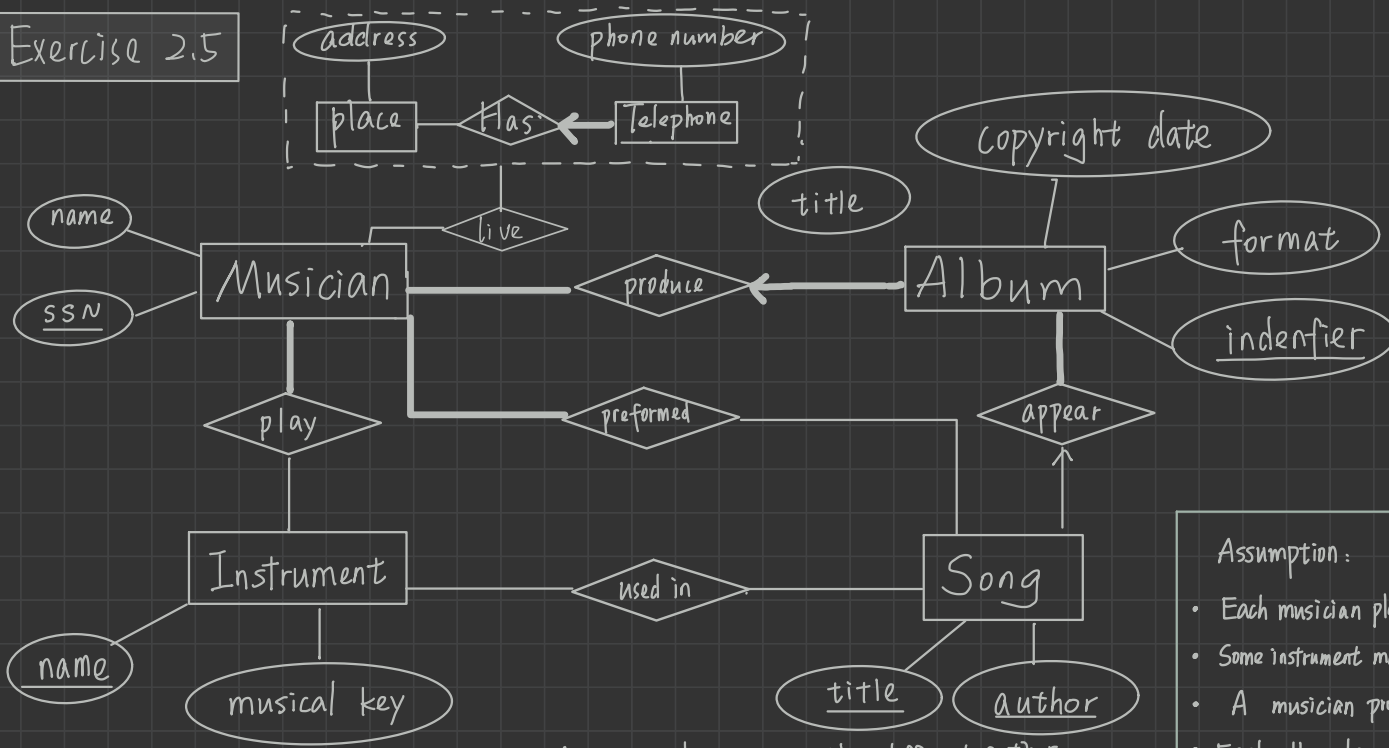 Exercise 2.5
address
phone number
place
Has
Telephone
copyright date
title
name
live
format
Musician
produce
Album
SSN
indenfier
preformed
appear
play
Assumption:
Instrument
used in
Song
• Each musician
• Some instrument
name
title
author
musical key
• A musician